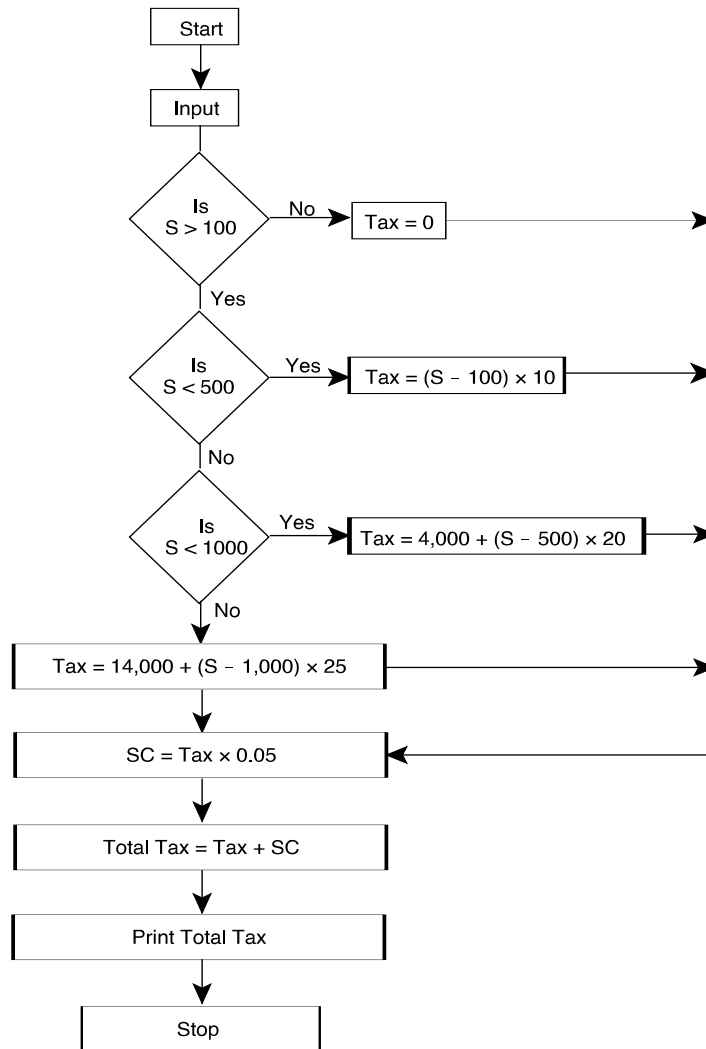 Start
Input
Is
S > 100
No
Tax = 0
Yes
Is
S < 500
Yes
Tax = (S − 100) × 10
No
Is
S < 1000
Yes
Tax = 4,000 + (S − 500) × 20
No
Tax = 14,000 + (S − 1,000) × 25
SC = Tax × 0.05
Total Tax = Tax + SC
Print Total Tax
Stop